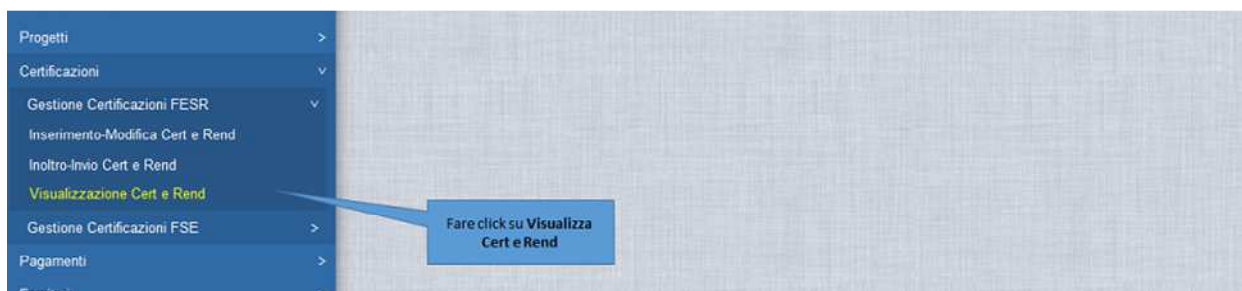 Progetti >
Certificazioni v
Gestione Certificazioni FESR v
Inserimento-Modifica Cert e Rend
Inoltro-Invio Cert e Rend
Visualizzazione Cert e Rend
Fare click su Visualizza
Cert e Rend
Gestione Certificazioni FSE >
Pagamenti >